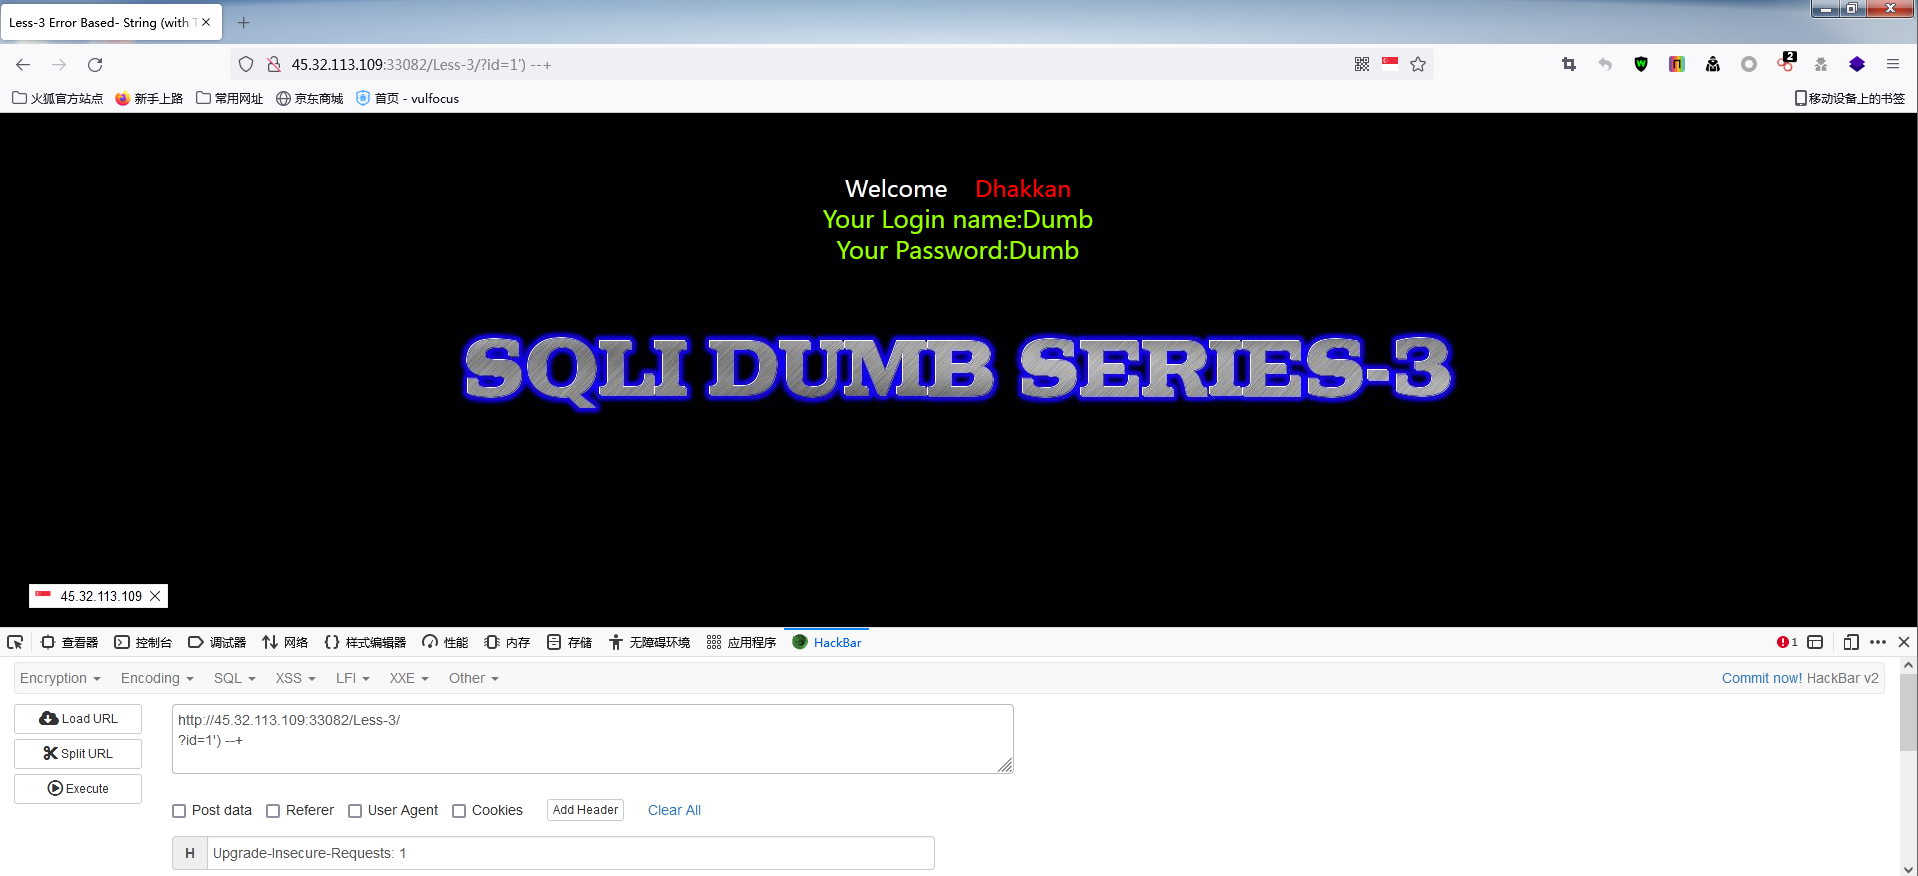 Less-3 Error Based- String (with T
45.32.113.109:33082/Less-3/?id=1') --+
2
火狐官方站点 新手上路 常用网址 京东商城 首页 - vulfocus 移动设备上的书签
Welcome Dhakkan
Your Login name:Dumb
Your Password:Dumb
SQLI DUMB SERIES-3
45.32.113.109
查看器 控制台 调试器 网络 样式编辑器 性能 内存 存储 无障碍环境 应用程序 HackBar 1
Encryption Encoding SQL XSS LFI XXE Other Commit now! HackBar v2
Load URL
http://45.32.113.109:33082/Less-3/
?id=1') --+
Split URL
Execute
Post data Referer User Agent Cookies Add Header Clear All
H Upgrade-Insecure-Requests: 1